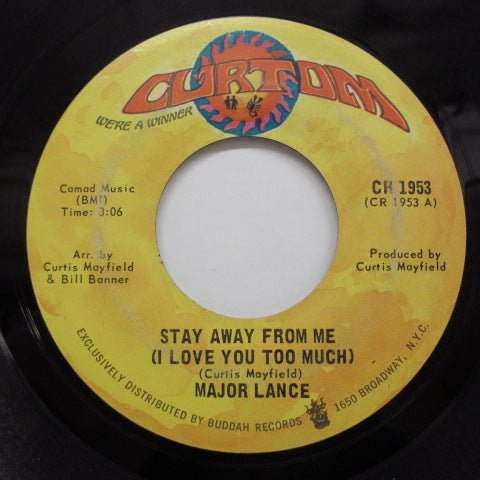 CURTOM
WE'RE A WINNER
Camad Music
(BMI)
Time: 3:06
CR 1953
(CR 1953 A)
Arr. by
Curtis Mayfield
& Bill Banner
Produced by
Curtis Mayfield
STAY AWAY FROM ME
(I LOVE YOU TOO MUCH)
(Curtis Mayfield)
MAJOR LANCE
EXCLUSIVELY DISTRIBUTED BY BUDDAH RECORDS 1650 BROADWAY, N.Y.C.